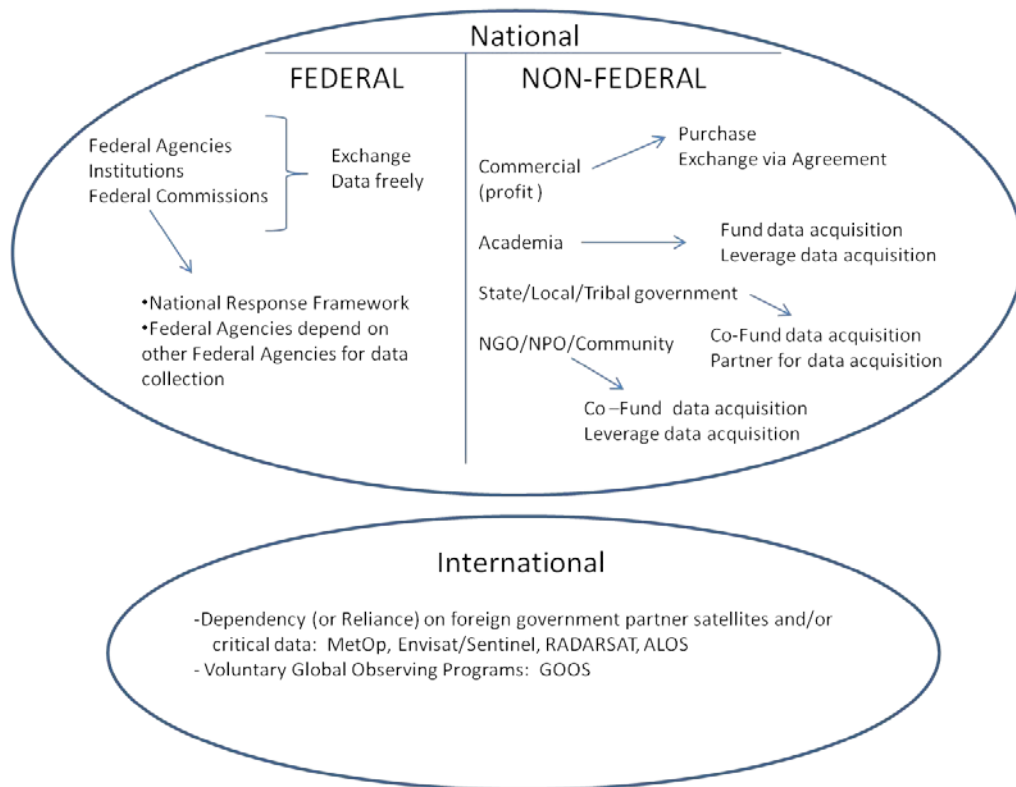 National
FEDERAL
Federal Agencies
Institutions
Federal Commissions
Exchange
Data freely
•National Response Framework
•Federal Agencies depend on
other Federal Agencies for data
collection
NON-FEDERAL
Commercial
(profit )
Purchase
Exchange via Agreement
Academia
Fund data acquisition
Leverage data acquisition
State/Local/Tribal government
Co-Fund data acquisition
Partner for data acquisition
NGO/NPO/Community
Co –Fund data acquisition
Leverage data acquisition
International
-Dependency (or Reliance) on foreign government partner satellites and/or
critical data: MetOp, Envisat/Sentinel, RADARSAT, ALOS
- Voluntary Global Observing Programs: GOOS